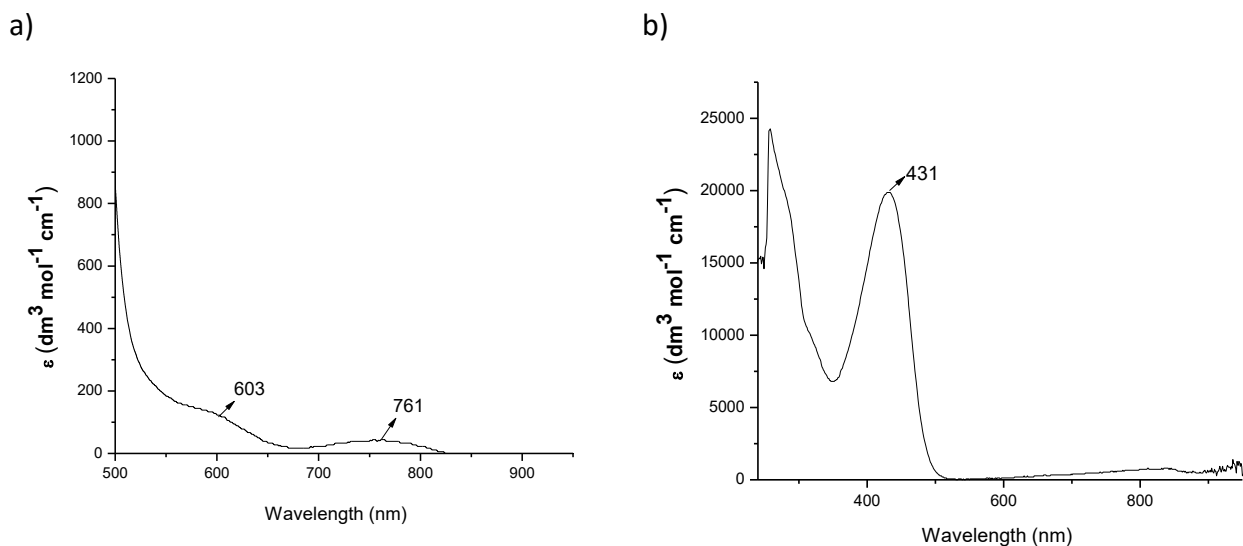 a)
1200
1000
800
600
400
200
0
ε (dm³ mol⁻¹ cm⁻¹)
603
761
500 600 700 800 900
Wavelength (nm)
b)
25000
20000
15000
10000
5000
0
ε (dm³ mol⁻¹ cm⁻¹)
431
400 600 800
Wavelength (nm)